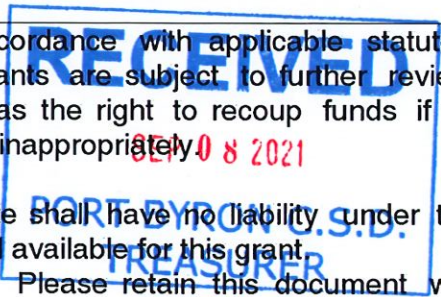 cordance with applicable statut
RECEIVED
ants are subject to further revie
as the right to recoup funds if
inappropriately.
SEP 0 8 2021
e shall have no liability under t
PORT BYRON C.S.D.
available for this grant.
TREASURER
Please retain this document w